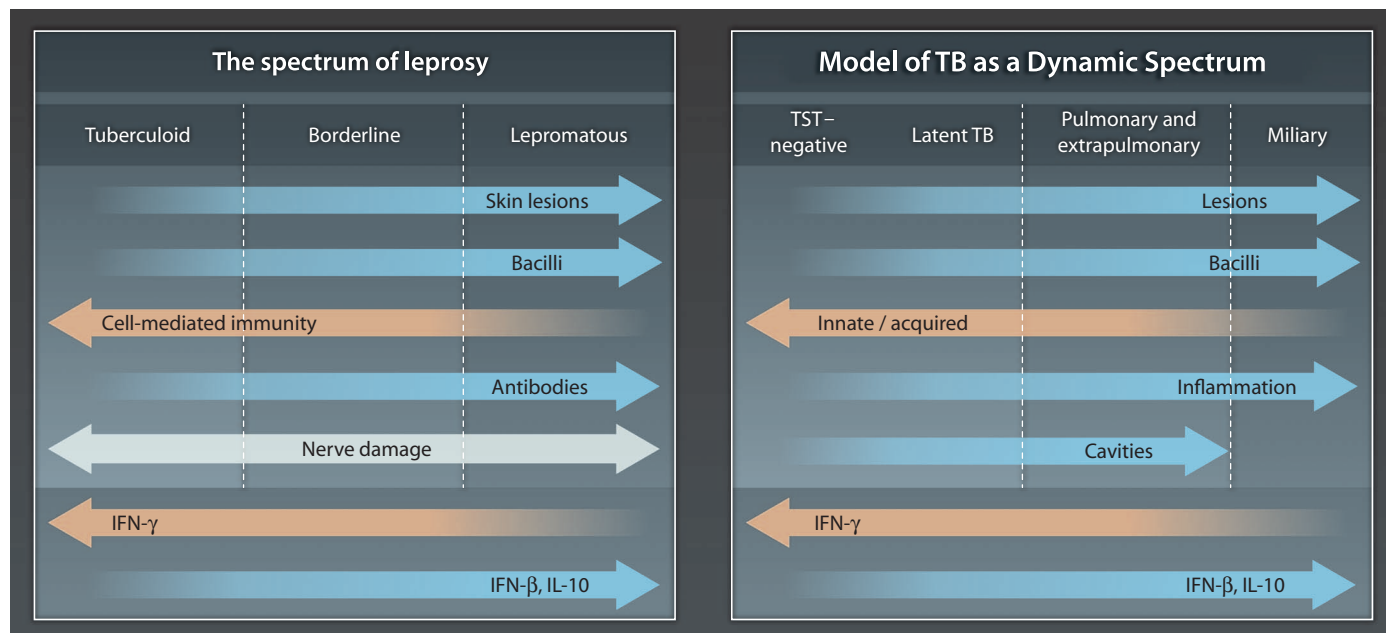 The spectrum of leprosy
Tuberculoid
Borderline
Lepromatous
Skin lesions
Bacilli
Cell-mediated immunity
Antibodies
Nerve damage
IFN-γ
IFN-β, IL-10
Model of TB as a Dynamic Spectrum
TST–
negative
Latent TB
Pulmonary and
extrapulmonary
Miliary
Lesions
Bacilli
Innate / acquired
Inflammation
Cavities
IFN-γ
IFN-β, IL-10